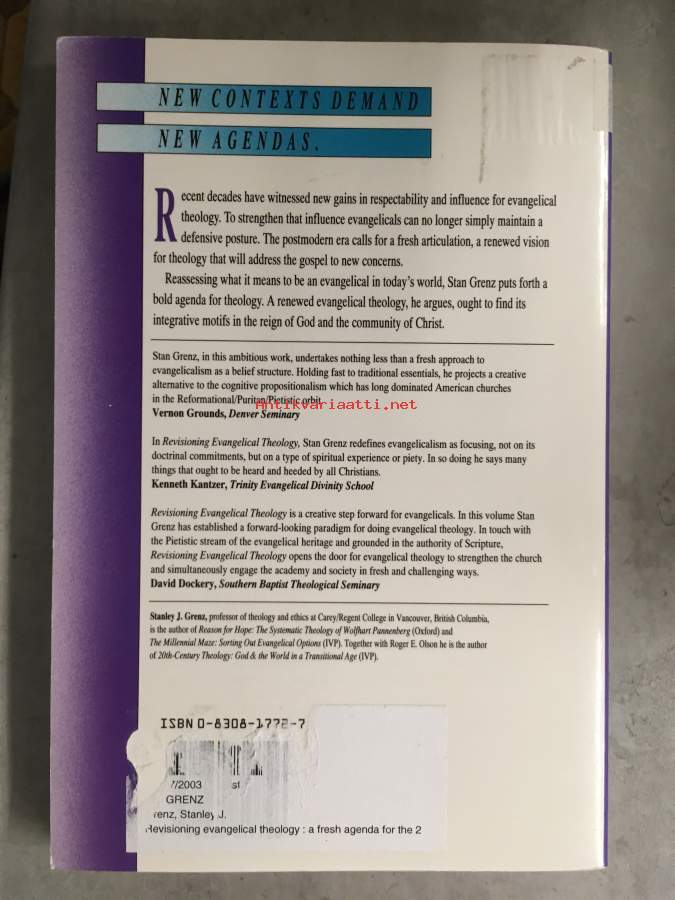 NEW CONTEXTS DEMAND
NEW AGENDAS.
Recent decades have witnessed new gains in respectability and influence for evangelical
theology. To strengthen that influence evangelicals can no longer simply maintain a
defensive posture. The postmodern era calls for a fresh articulation, a renewed vision
for theology that will address the gospel to new concerns.
Reassessing what it means to be an evangelical in today's world, Stan Grenz puts forth a
bold agenda for theology. A renewed evangelical theology, he argues, ought to find its
integrative motifs in the reign of God and the community of Christ.
Stan Grenz, in this ambitious work, undertakes nothing less than a fresh approach to
evangelicalism as a belief structure. Holding fast to traditional essentials, he projects a creative
alternative to the cognitive propositionalism which has long dominated American churches
in the Reformational/Puritan/Pietistic orbit.
Antikvariaatti.net
Vernon Grounds, Denver Seminary
In Revisioning Evangelical Theology, Stan Grenz redefines evangelicalism as focusing, not on its
doctrinal commitments, but on a type of spiritual experience or piety. In so doing he says many
things that ought to be heard and heeded by all Christians.
Kenneth Kantzer, Trinity Evangelical Divinity School
Revisioning Evangelical Theology is a creative step forward for evangelicals. In this volume Stan
Grenz has established a forward-looking paradigm for doing evangelical theology. In touch with
the Pietistic stream of the evangelical heritage and grounded in the authority of Scripture,
Revisioning Evangelical Theology opens the door for evangelical theology to strengthen the church
and simultaneously engage the academy and society in fresh and challenging ways.
David Dockery, Southern Baptist Theological Seminary
Stanley J. Grenz, professor of theology and ethics at Carey/Regent College in Vancouver, British Columbia,
is the author of Reason for Hope: The Systematic Theology of Wolfhart Pannenberg (Oxford) and
The Millennial Maze: Sorting Out Evangelical Options (IVP). Together with Roger E. Olson he is the author
of 20th-Century Theology: God & the World in a Transitional Age (IVP).
ISBN 0-8308-1772-7
7/2003 st
GRENZ
renz, Stanley J.
Revisioning evangelical theology : a fresh agenda for the 2